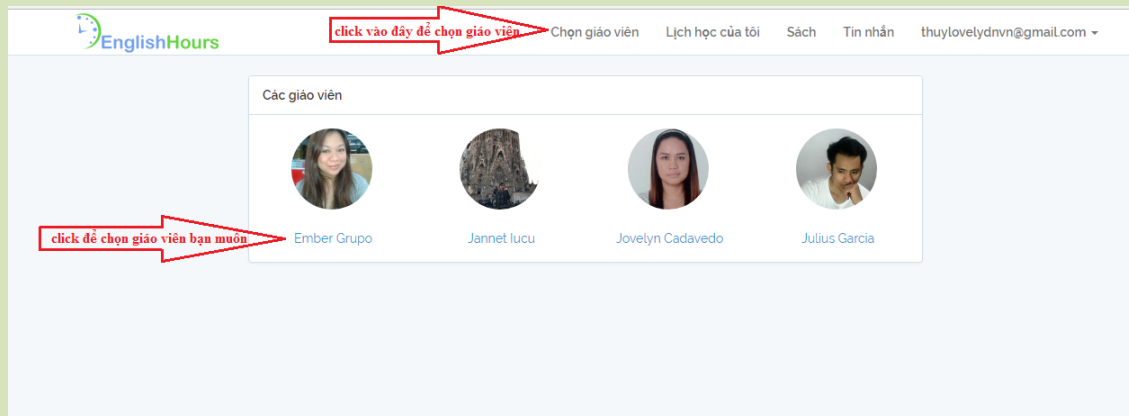 EnglishHours
click vào đây để chọn giáo viên
Chọn giáo viên
Lịch học của tôi
Sách
Tin nhắn
thuylovelydnvn@gmail.com
Các giáo viên
click để chọn giáo viên bạn muốn
Ember Grupo
Jannet Iucu
Jovelyn Cadavedo
Julius Garcia